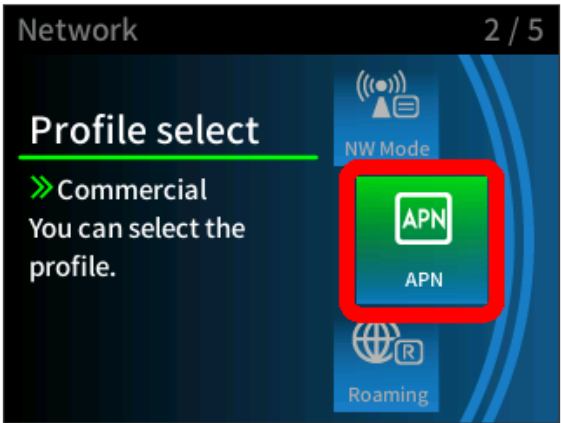 Network
2 / 5
Profile select
Commercial
You can select the
profile.
NW Mode
APN
APN
R
Roaming